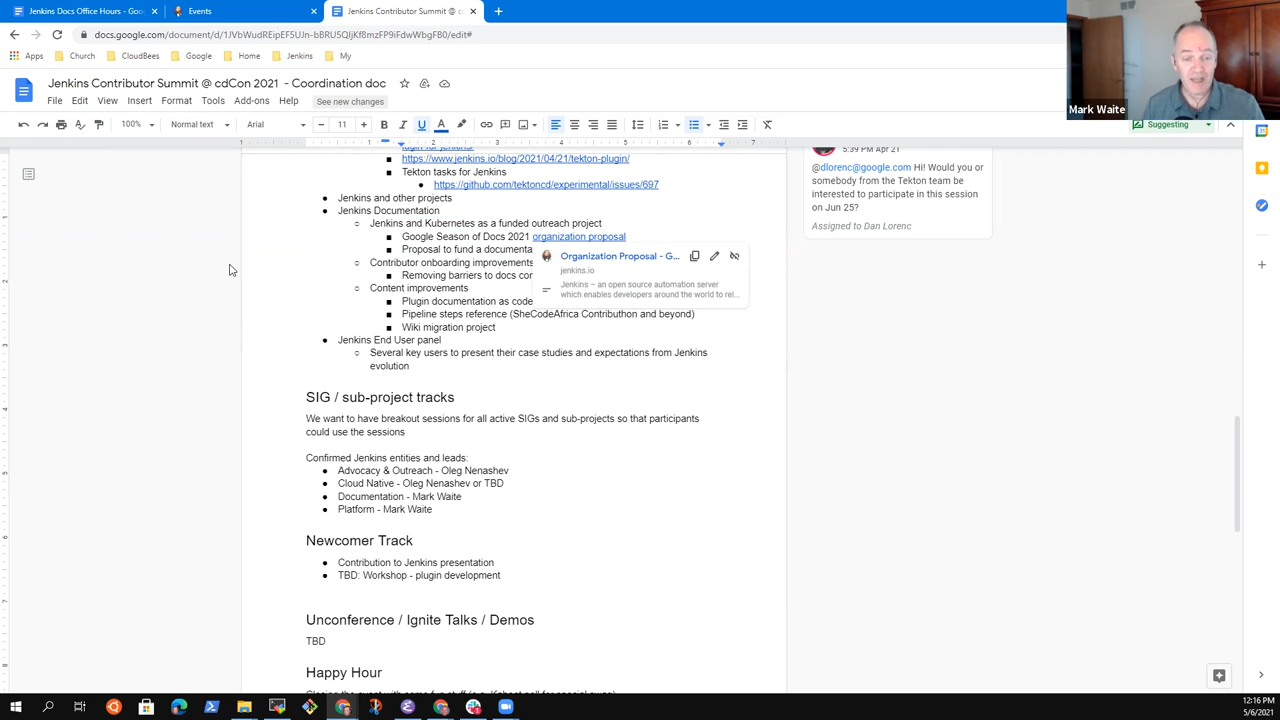 Jenkins Docs Office Hours - Goo
Events
Jenkins Contributor Summit @ cd
docs.google.com/document/d/1JVbWudREipEF5UJn-bBRU5QIjKf8mzFP9iFdwWbgFB0/edit#
Apps
Church
CloudBees
Google
Home
Jenkins
My
Jenkins Contributor Summit @ cdCon 2021 - Coordination doc
File Edit View Insert Format Tools Add-ons Help See new changes
100% Normal text Arial 11
Suggesting
Mark Waite
https://www.jenkins.io/blog/2021/04/21/tekton-plugin/
Tekton tasks for Jenkins
https://github.com/tektoncd/experimental/issues/697
Jenkins and other projects
Jenkins Documentation
Jenkins and Kubernetes as a funded outreach project
Google Season of Docs 2021 organization proposal
Proposal to fund a documenta
Contributor onboarding improvements
Removing barriers to docs con
Content improvements
Plugin documentation as code
Pipeline steps reference (SheCodeAfrica Contributhon and beyond)
Wiki migration project
Jenkins End User panel
Several key users to present their case studies and expectations from Jenkins
evolution
Organization Proposal - G...
jenkins.io
Jenkins – an open source automation server
which enables developers around the world to rel...
SIG / sub-project tracks
We want to have breakout sessions for all active SIGs and sub-projects so that participants
could use the sessions
Confirmed Jenkins entities and leads:
Advocacy & Outreach - Oleg Nenashev
Cloud Native - Oleg Nenashev or TBD
Documentation - Mark Waite
Platform - Mark Waite
Newcomer Track
Contribution to Jenkins presentation
TBD: Workshop - plugin development
Unconference / Ignite Talks / Demos
TBD
Happy Hour
5:39 PM Apr 21
@dlorenc@google.com Hi! Would you or
somebody from the Tekton team be
interested to participate in this session
on Jun 25?
Assigned to Dan Lorenc
12:16 PM
5/6/2021